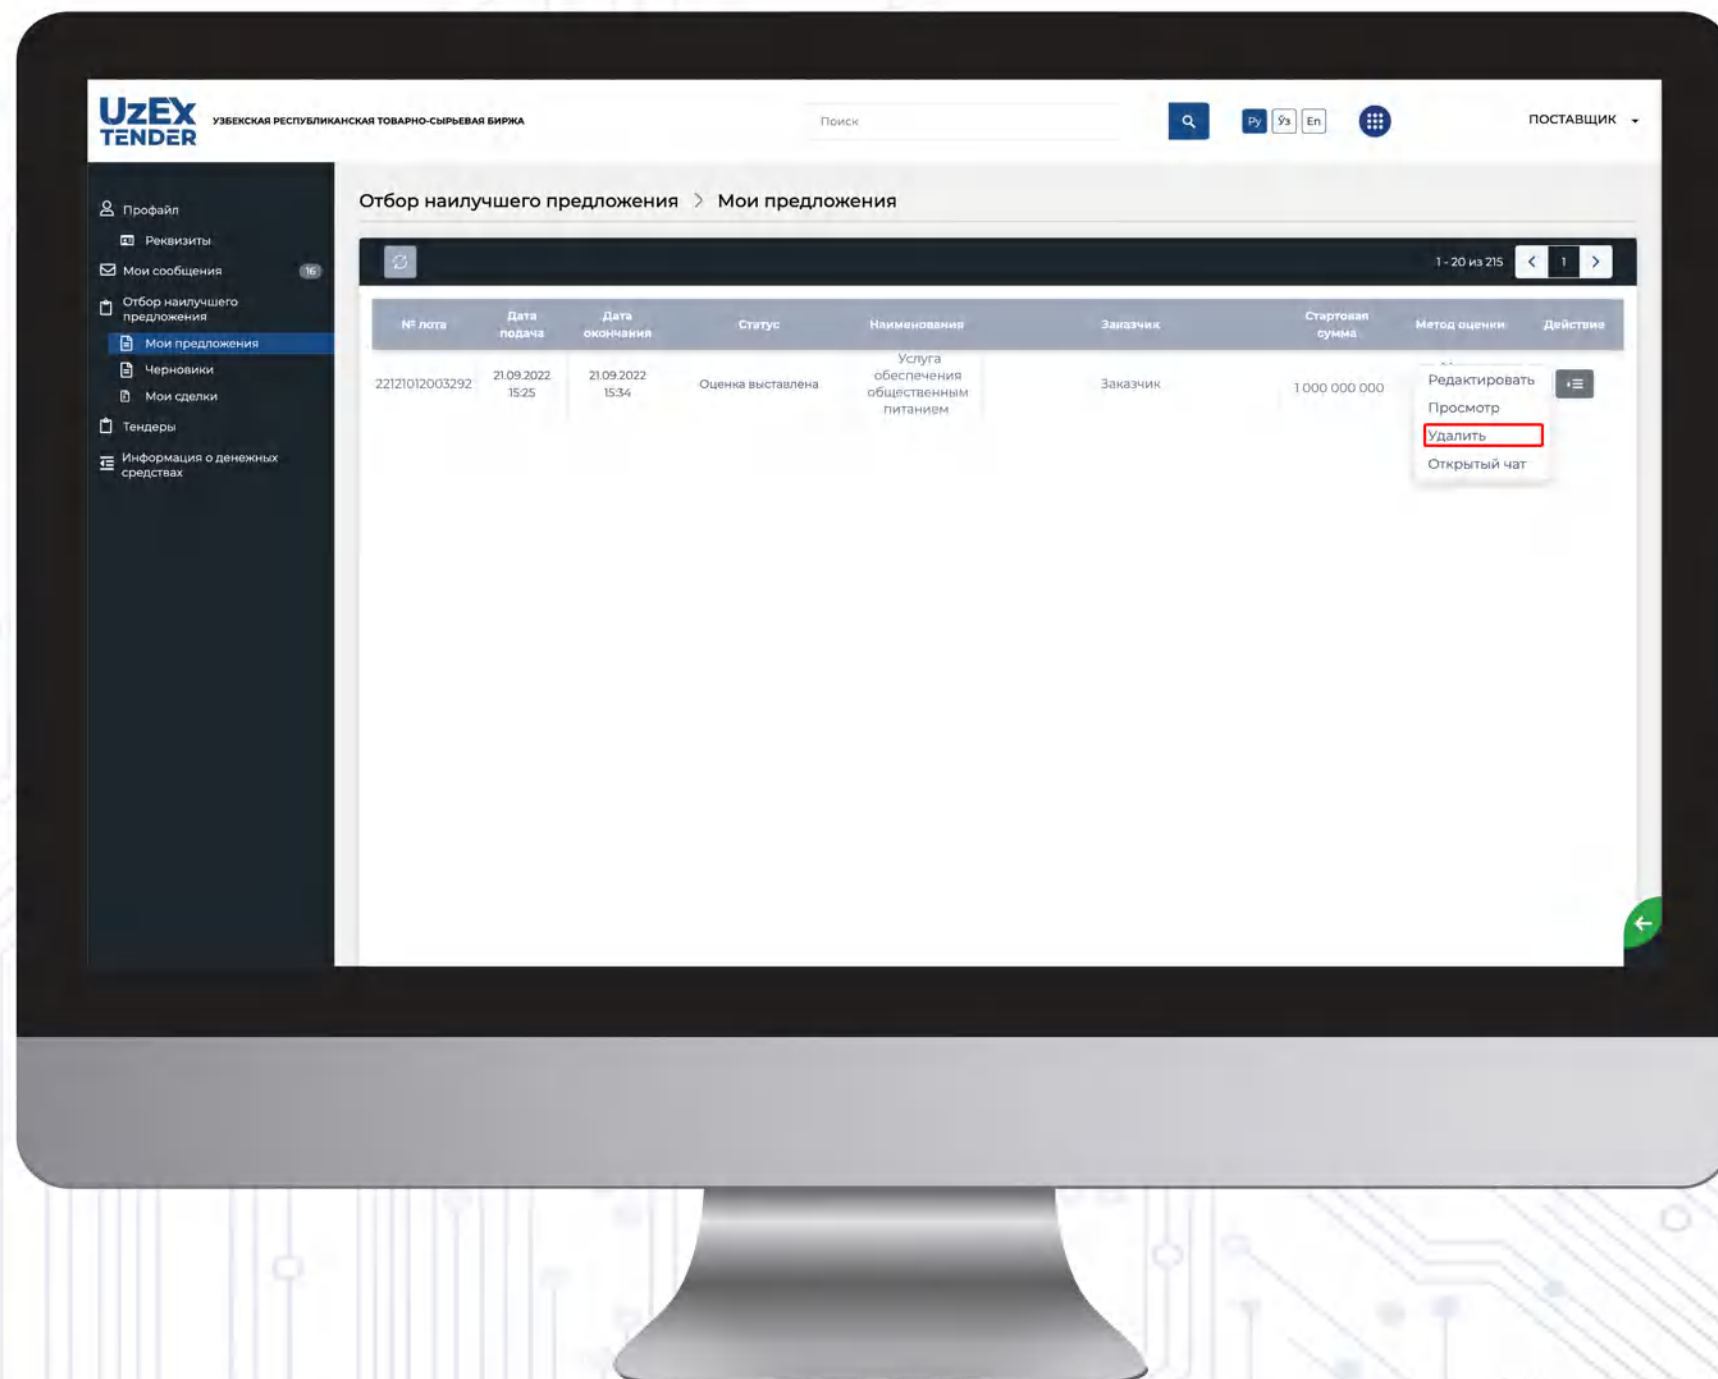 UzEX
TENDER
УЗБЕКСКАЯ РЕСПУБЛИКАНСКАЯ ТОВАРНО-СЫРЬЕВАЯ БИРЖА
Поиск
Ру
Ўз
En
ПОСТАВЩИК
Профайл
Реквизиты
Мои сообщения
16
Отбор наилучшего
предложения
Мои предложения
Черновики
Мои сделки
Тендеры
Информация о денежных
средствах
Отбор наилучшего предложения > Мои предложения
1 - 20 из 215
1
№ лота
Дата
подача
Дата
окончания
Статус
Наименования
Заказчик
Стартовая
сумма
Метод оценки
Действие
22121012003292
21.09.2022
15:25
21.09.2022
15:34
Оценка выставлена
Услуга
обеспечения
общественным
питанием
Заказчик
1 000 000 000
Редактировать
Просмотр
Удалить
Открытый чат